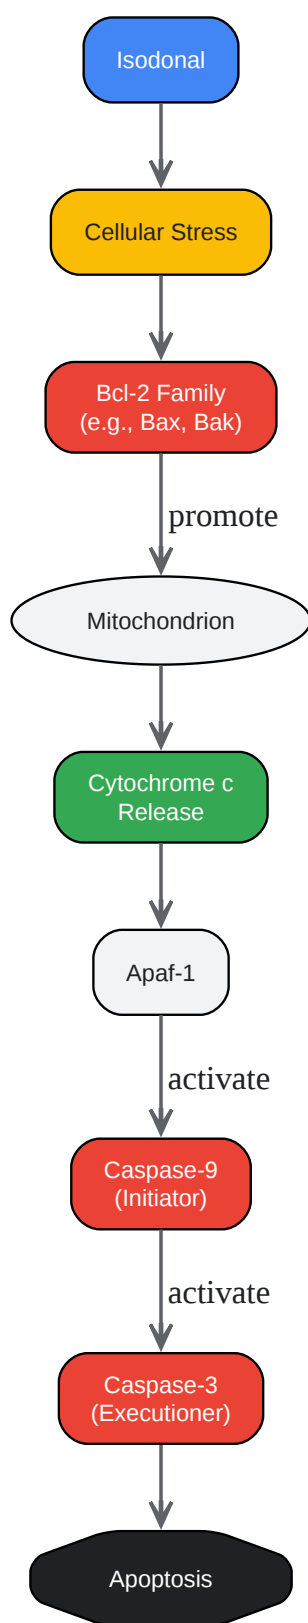 Isodonal
Cellular Stress
Bcl-2 Family
(e.g., Bax, Bak)
promote
Mitochondrion
Cytochrome c
Release
Apaf-1
activate
Caspase-9
(Initiator)
activate
Caspase-3
(Executioner)
Apoptosis